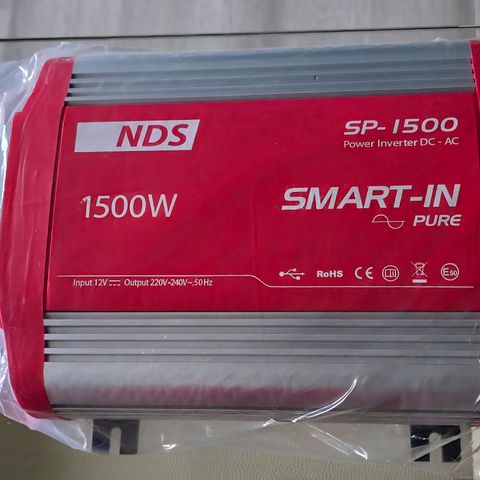 NDS
SP-1500
Power Inverter DC - AC
1500W
SMART-IN
PURE
Input 12V⎓ Output 220V-240V~,50Hz
RoHS CE E50